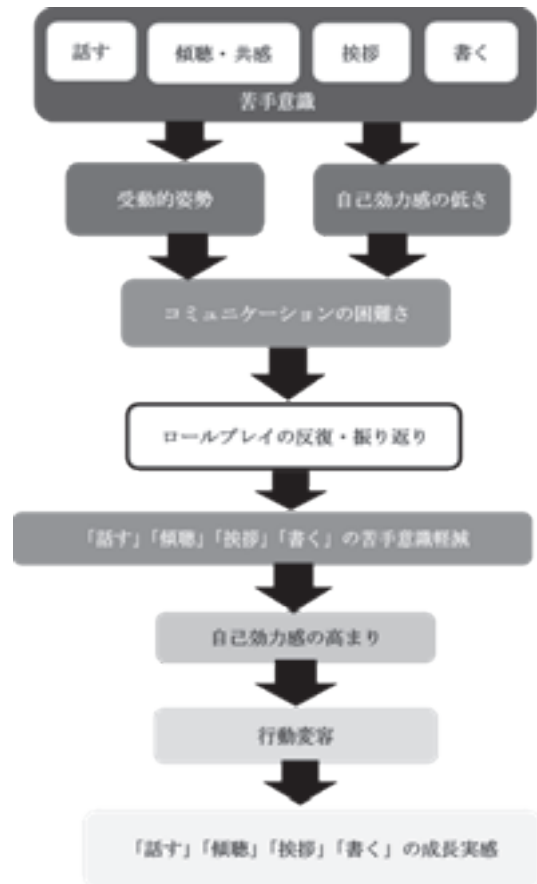 話す
傾聴・共感
挨拶
書く
苦手意識
受動的姿勢
自己効力感の低さ
コミュニケーションの困難さ
ロールプレイの反復・振り返り
「話す」「傾聴」「挨拶」「書く」の苦手意識軽減
自己効力感の高まり
行動変容
「話す」「傾聴」「挨拶」「書く」の成長実感